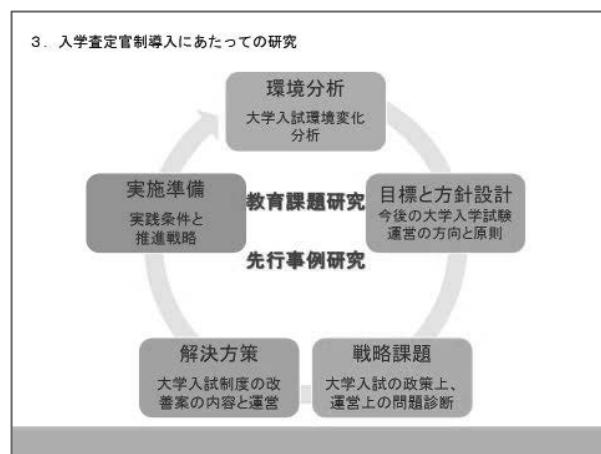 ３．入学査定官制導入にあたっての研究
環境分析
大学入試環境変化
分析
目標と方針設計
今後の大学入学試験
運営の方向と原則
戦略課題
大学入試の政策上、
運営上の問題診断
解決方策
大学入試制度の改
善案の内容と運営
実施準備
実践条件と
推進戦略
教育課題研究
先行事例研究